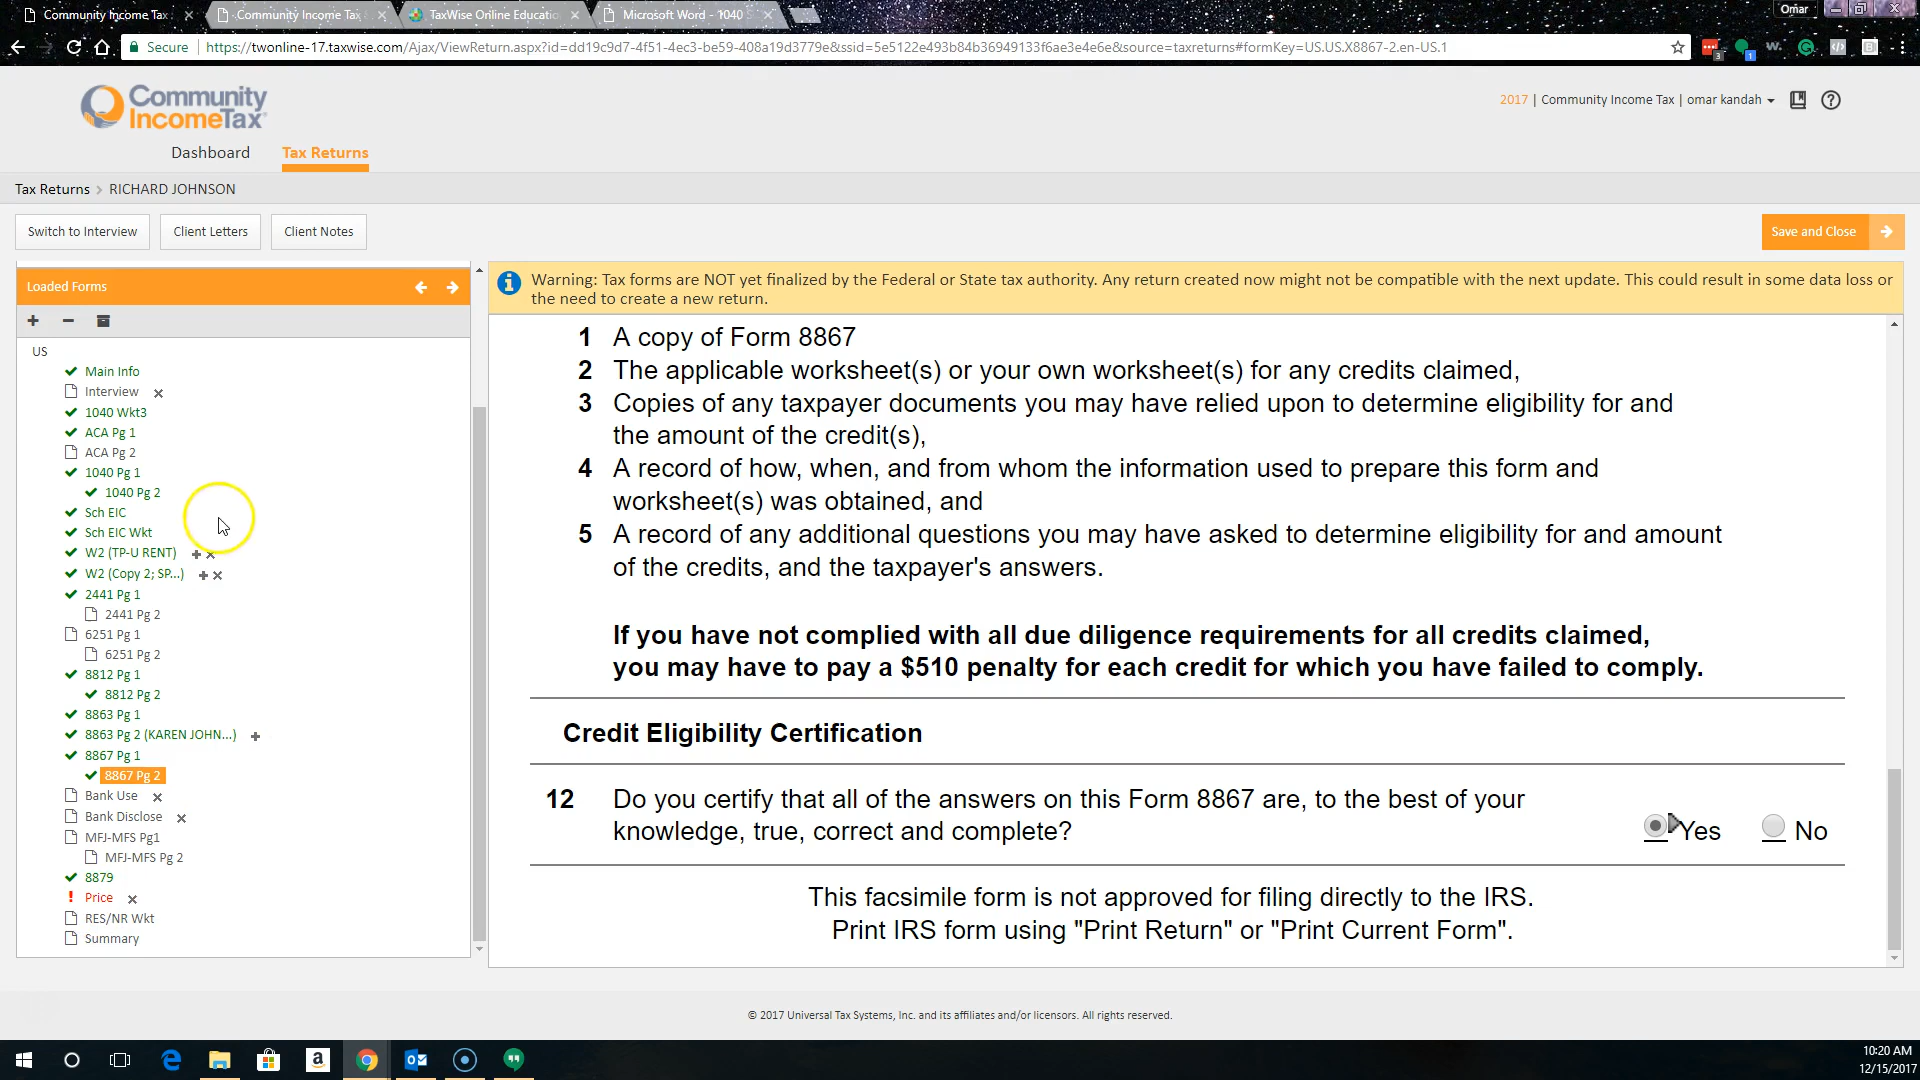 Community Income Tax
Community Income Tax
TaxWise Online Educatio
Microsoft Word - 1040 S
Omar
Secure
https://twonline-17.taxwise.com/Ajax/ViewReturn.aspx?id=dd19c9d7-4f51-4ec3-be59-408a19d3779e&ssid=5e5122e493b84b36949133f6ae3e4e6e&source=taxreturns#formKey=US.US.X8867-2.en-US.1
Community
IncomeTax
2017 | Community Income Tax | omar kandah
Dashboard
Tax Returns
Tax Returns > RICHARD JOHNSON
Switch to Interview
Client Letters
Client Notes
Save and Close
Loaded Forms
US
Main Info
Interview
1040 Wkt3
ACA Pg 1
ACA Pg 2
1040 Pg 1
1040 Pg 2
Sch EIC
Sch EIC Wkt
W2 (TP-U RENT)
W2 (Copy 2; SP...)
2441 Pg 1
2441 Pg 2
6251 Pg 1
6251 Pg 2
8812 Pg 1
8812 Pg 2
8863 Pg 1
8863 Pg 2 (KAREN JOHN...)
8867 Pg 1
8867 Pg 2
Bank Use
Bank Disclose
MFJ-MFS Pg1
MFJ-MFS Pg 2
8879
Price
RES/NR Wkt
Summary
Warning: Tax forms are NOT yet finalized by the Federal or State tax authority. Any return created now might not be compatible with the next update. This could result in some data loss or
the need to create a new return.
1 A copy of Form 8867
2 The applicable worksheet(s) or your own worksheet(s) for any credits claimed,
3 Copies of any taxpayer documents you may have relied upon to determine eligibility for and
the amount of the credit(s),
4 A record of how, when, and from whom the information used to prepare this form and
worksheet(s) was obtained, and
5 A record of any additional questions you may have asked to determine eligibility for and amount
of the credits, and the taxpayer's answers.
If you have not complied with all due diligence requirements for all credits claimed,
you may have to pay a $510 penalty for each credit for which you have failed to comply.
Credit Eligibility Certification
12 Do you certify that all of the answers on this Form 8867 are, to the best of your
knowledge, true, correct and complete?
Yes No
This facsimile form is not approved for filing directly to the IRS.
Print IRS form using "Print Return" or "Print Current Form".
© 2017 Universal Tax Systems, Inc. and its affiliates and/or licensors. All rights reserved.
10:20 AM
12/15/2017